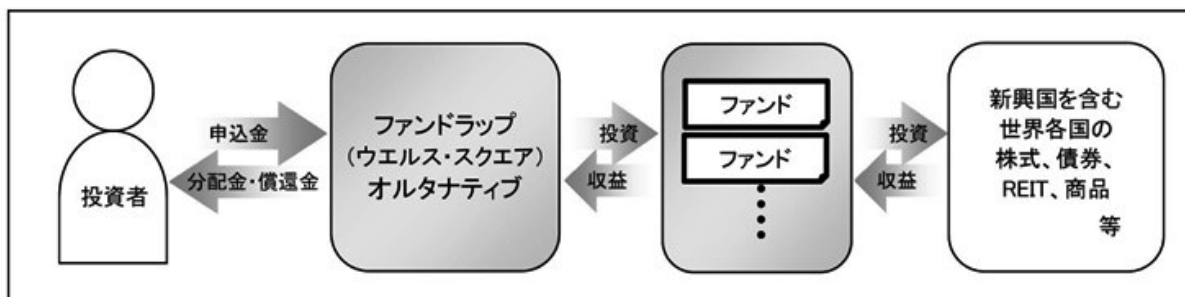 投資者
申込金
分配金・償還金
ファンドラップ
(ウエルス・スクエア)
オルタナティブ
投資
収益
ファンド
ファンド
投資
収益
新興国を含む
世界各国の
株式、債券、
REIT、商品
等